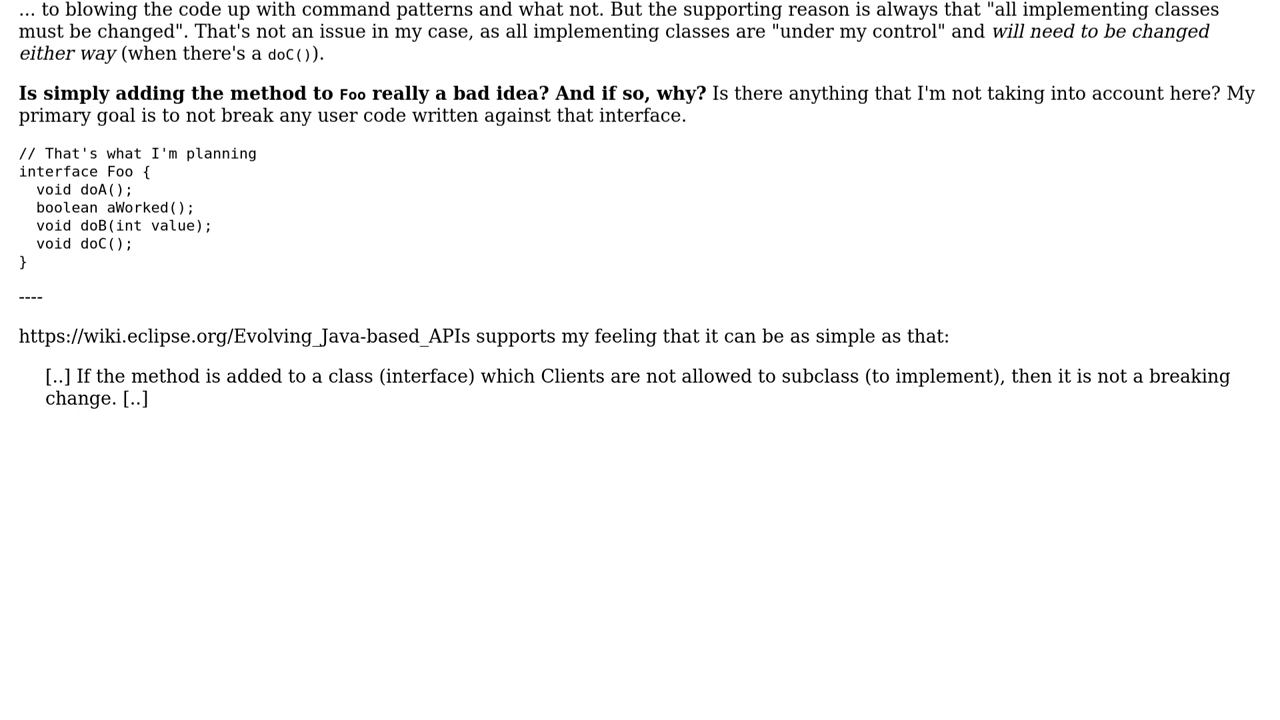 ... to blowing the code up with command patterns and what not. But the supporting reason is always that "all implementing classes
must be changed". That's not an issue in my case, as all implementing classes are "under my control" and will need to be changed
either way (when there's a doC()).
Is simply adding the method to Foo really a bad idea? And if so, why? Is there anything that I'm not taking into account here? My
primary goal is to not break any user code written against that interface.
// That's what I'm planning
interface Foo {
  void doA();
  boolean aWorked();
  void doB(int value);
  void doC();
}
----
https://wiki.eclipse.org/Evolving_Java-based_APIs supports my feeling that it can be as simple as that:
[..] If the method is added to a class (interface) which Clients are not allowed to subclass (to implement), then it is not a breaking
change. [..]